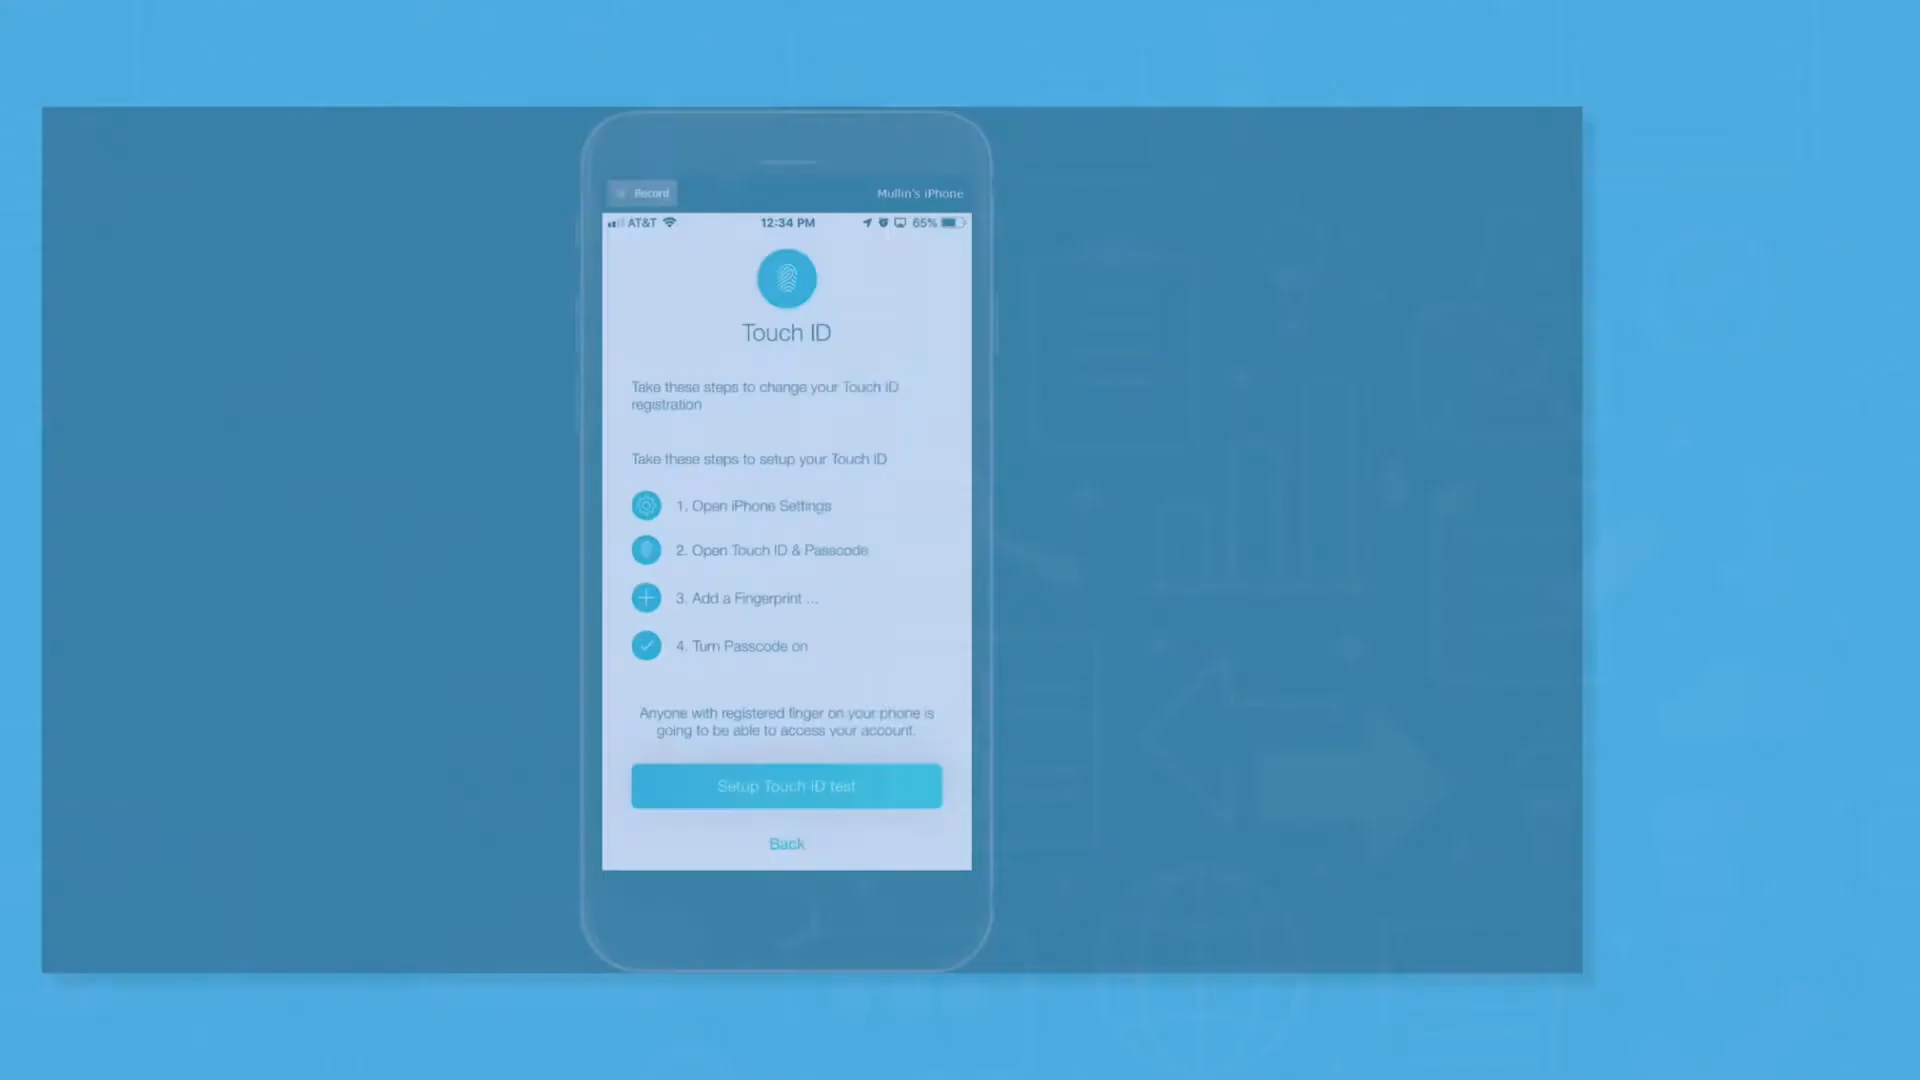 Record
Mullin's iPhone
AT&T 12:34 PM 65%
Touch ID
Take these steps to change your Touch ID
registration
Take these steps to setup your Touch ID
1. Open iPhone Settings
2. Open Touch ID & Passcode
3. Add a Fingerprint ...
4. Turn Passcode on
Anyone with registered finger on your phone is
going to be able to access your account.
Setup Touch ID test
Back